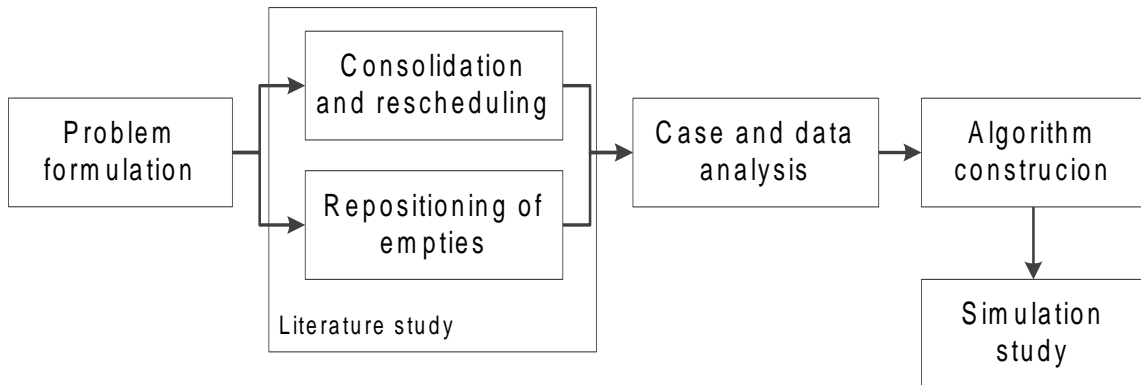 Problem
formulation
Consolidation
and rescheduling
Repositioning of
empties
Literature study
Case and data
analysis
Algorithm
construcion
Simulation
study